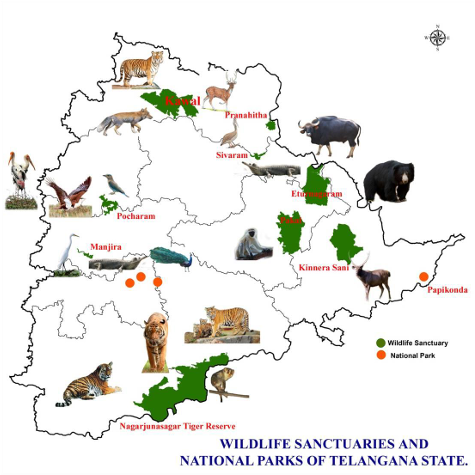 N
W
E
S
Kawal
Pranahitha
Sivaram
Eturnagaram
Pakal
Pocharam
Manjira
Kinnera Sani
Papikonda
Wildlife Sanctuary
National Park
Nagarjunasagar Tiger Reserve
WILDLIFE SANCTUARIES AND
NATIONAL PARKS OF TELANGANA STATE.